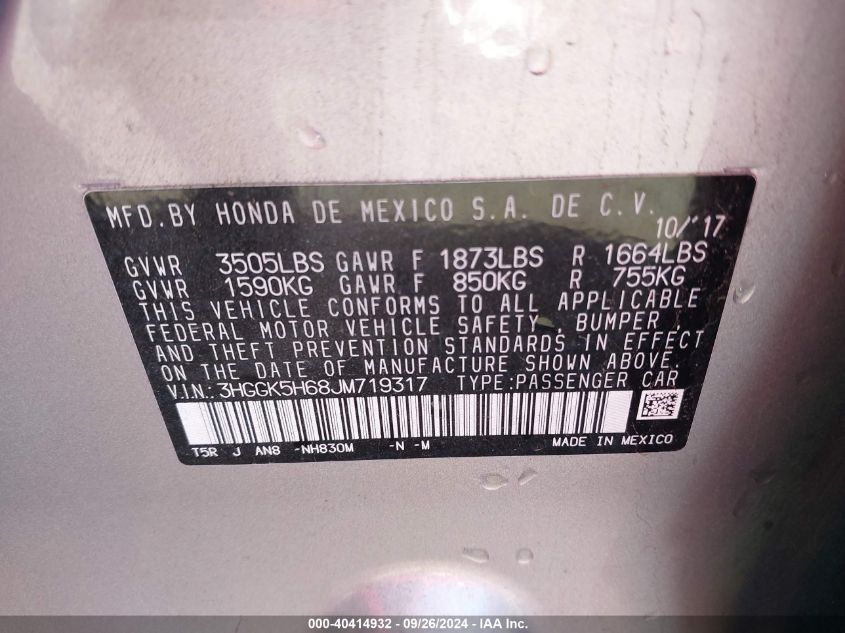 MFD.BY HONDA DE MEXICO S.A. DE C.V.
10/'17
GVWR 3505LBS GAWR F 1873LBS R 1664LBS
GVWR 1590KG GAWR F 850KG R 755KG
THIS VEHICLE CONFORMS TO ALL APPLICABLE
FEDERAL MOTOR VEHICLE SAFETY , BUMPER ,
AND THEFT PREVENTION STANDARDS IN EFFECT
ON THE DATE OF MANUFACTURE SHOWN ABOVE.
V.I.N: 3HGGK5H68JM719317 TYPE:PASSENGER CAR
T5R J AN8 -NH830M -N -M MADE IN MEXICO
000-40414932 - 09/26/2024 - IAA Inc.